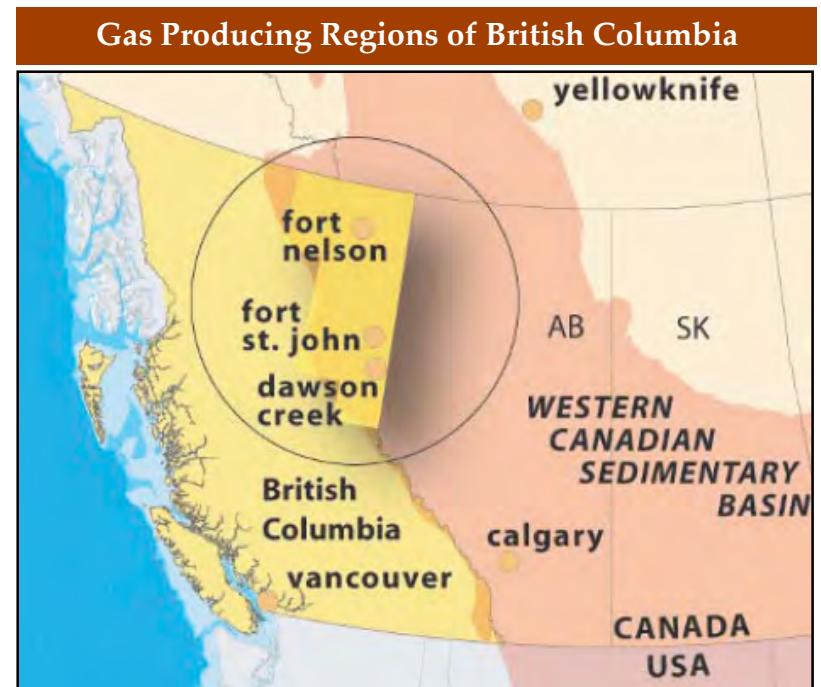 Gas Producing Regions of British Columbia
yellowknife
fort
nelson
fort
st. john
dawson
creek
AB
SK
WESTERN
CANADIAN
SEDIMENTARY
BASIN
British
Columbia
calgary
vancouver
CANADA
USA